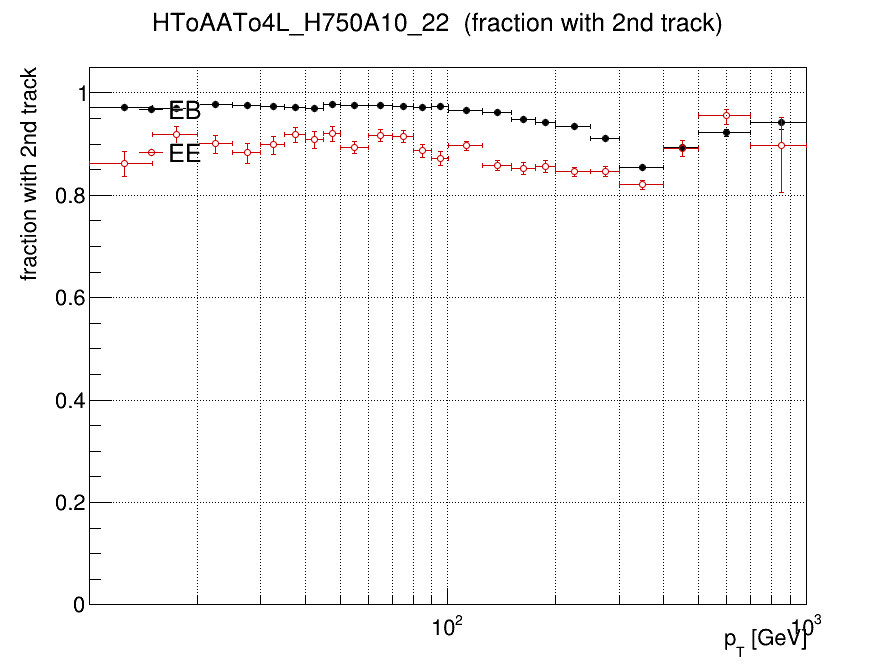 HToAATo4L_H750A10_22 (fraction with 2nd track)
fraction with 2nd track
1
EB
EE
0.8
0.6
0.4
0.2
0
10²
10³
p_T [GeV]